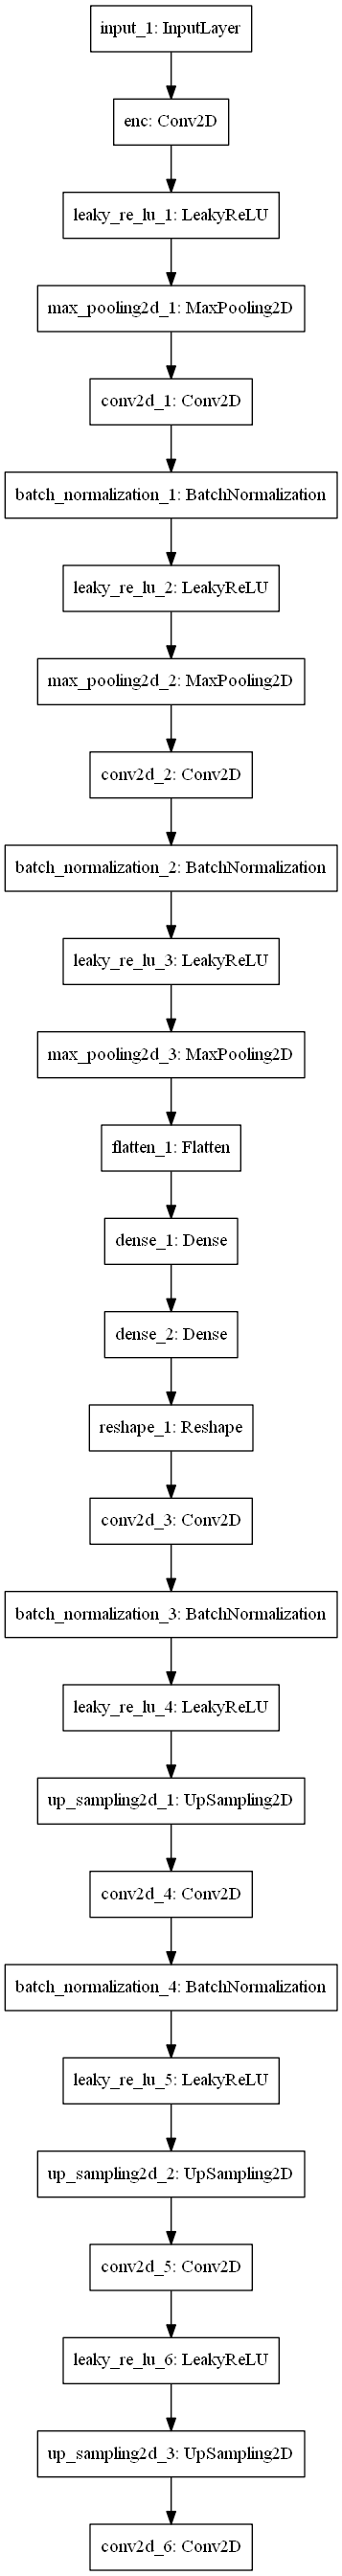 input_1: InputLayer
enc: Conv2D
leaky_re_lu_1: LeakyReLU
max_pooling2d_1: MaxPooling2D
conv2d_1: Conv2D
batch_normalization_1: BatchNormalization
leaky_re_lu_2: LeakyReLU
max_pooling2d_2: MaxPooling2D
conv2d_2: Conv2D
batch_normalization_2: BatchNormalization
leaky_re_lu_3: LeakyReLU
max_pooling2d_3: MaxPooling2D
flatten_1: Flatten
dense_1: Dense
dense_2: Dense
reshape_1: Reshape
conv2d_3: Conv2D
batch_normalization_3: BatchNormalization
leaky_re_lu_4: LeakyReLU
up_sampling2d_1: UpSampling2D
conv2d_4: Conv2D
batch_normalization_4: BatchNormalization
leaky_re_lu_5: LeakyReLU
up_sampling2d_2: UpSampling2D
conv2d_5: Conv2D
leaky_re_lu_6: LeakyReLU
up_sampling2d_3: UpSampling2D
conv2d_6: Conv2D